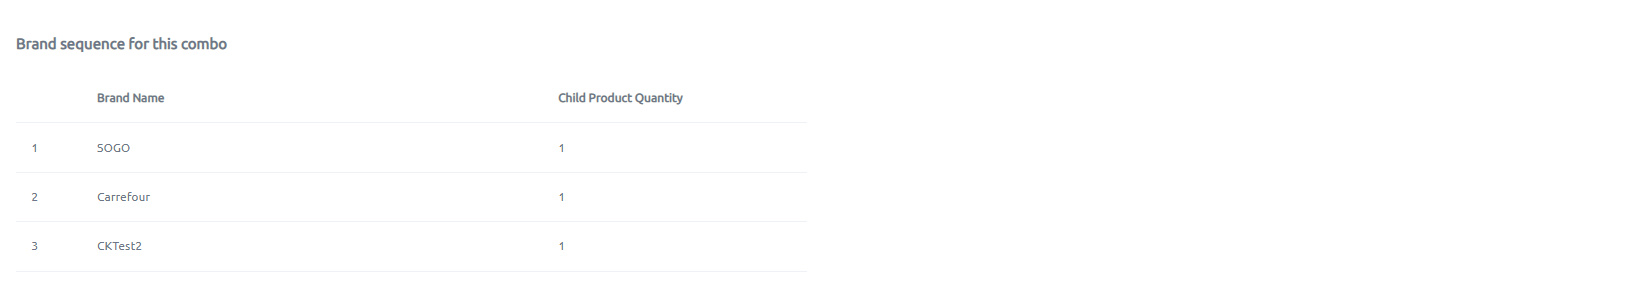 Brand sequence for this combo
Brand Name Child Product Quantity
1 SOGO 1
2 Carrefour 1
3 CKTest2 1